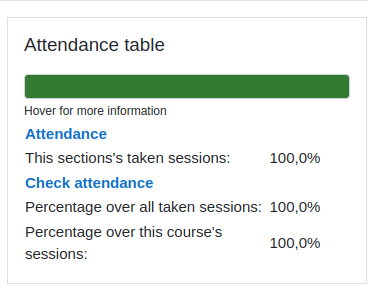 Attendance table
Hover for more information
Attendance
This sections's taken sessions: 100,0%
Check attendance
Percentage over all taken sessions: 100,0%
Percentage over this course's
sessions: 100,0%